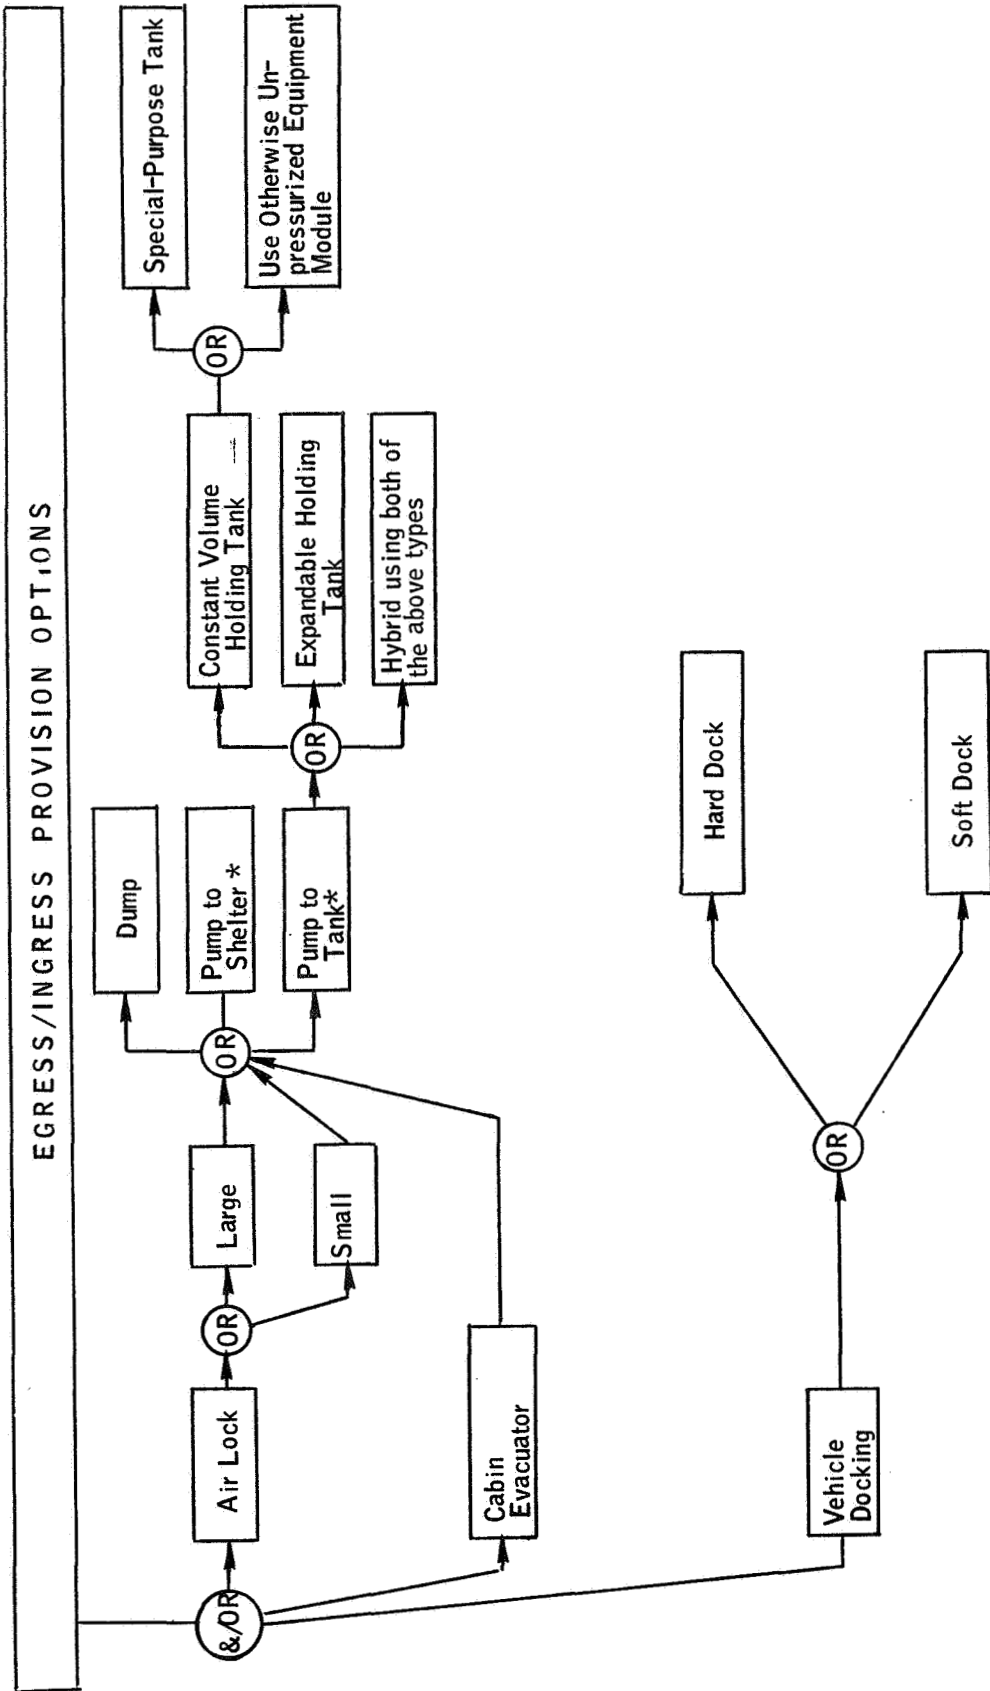 EGRESS/INGRESS PROVISION OPTIONS
&/OR
Air Lock
OR
Large
Small
OR
Dump
Pump to
Shelter *
Pump to
Tank*
OR
Constant Volume
Holding Tank
Expandable Holding
Tank
Hybrid using both of
the above types
OR
Special-Purpose Tank
Use Otherwise Un-
pressurized Equipment
Module
Cabin
Evacuator
Vehicle
Docking
OR
Hard Dock
Soft Dock